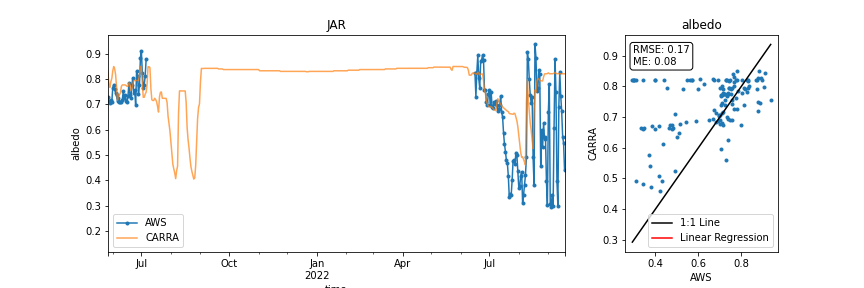 JAR
0.9
0.8
0.7
0.6
0.5
0.4
0.3
0.2
albedo
AWS
CARRA
Jul
Oct
Jan
2022
Apr
Jul
time
albedo
RMSE: 0.17
ME: 0.08
0.9
0.8
0.7
0.6
0.5
0.4
0.3
CARRA
1:1 Line
Linear Regression
0.4
0.6
0.8
AWS